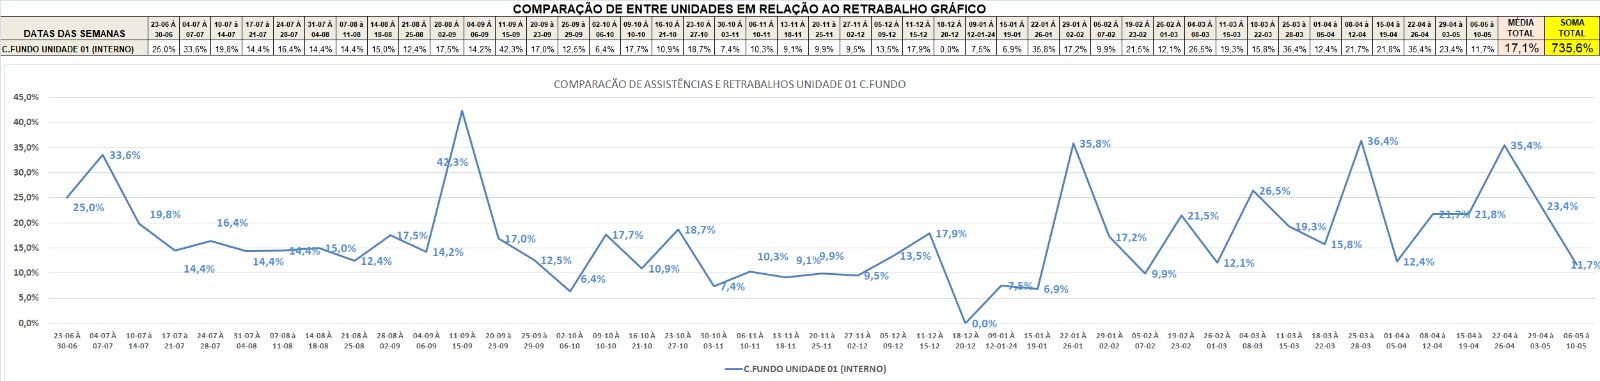 COMPARAÇÃO DE ENTRE UNIDADES EM RELAÇÃO AO RETRABALHO GRÁFICO
DATAS DAS SEMANAS 23-06 À 30-06 04-07 À 07-07 10-07 à 14-07 17-07 à 21-07 24-07 À 28-07 31-07 À 04-08 07-08 à 11-08 14-08 À 18-08 21-08 À 25-08 28-08 À 02-09 04-09 À 06-09 11-09 À 15-09 20-09 à 23-09 25-09 À 29-09 02-10 À 06-10 09-10 À 10-10 16-10 À 21-10 23-10 À 27-10 30-10 À 03-11 06-11 À 10-11 13-11 À 18-11 20-11 À 25-11 27-11 À 02-12 05-12 À 09-12 11-12 À 15-12 18-12 À 20-12 09-01 À 12-01-24 15-01 À 19-01 22-01 À 26-01 29-01 À 02-02 05-02 À 07-02 19-02 À 23-02 26-02 À 01-03 04-03 À 08-03 11-03 À 15-03 18-03 À 22-03 25-03 À 28-03 01-04 à 05-04 08-04 à 12-04 15-04 à 19-04 22-04 à 26-04 29-04 à 03-05 06-05 à 10-05 MÉDIA TOTAL SOMA TOTAL
C.FUNDO UNIDADE 01 (INTERNO) 25,0% 33,6% 19,8% 14,4% 16,4% 14,4% 14,4% 15,0% 12,4% 17,5% 14,2% 42,3% 17,0% 12,5% 6,4% 17,7% 10,9% 18,7% 7,4% 10,3% 9,1% 9,9% 9,5% 13,5% 17,9% 0,0% 7,5% 6,9% 35,8% 17,2% 9,9% 21,5% 12,1% 26,5% 19,3% 15,8% 36,4% 12,4% 21,7% 21,8% 35,4% 23,4% 11,7% 17,1% 735,6%
COMPARACÃO DE ASSISTÊNCIAS E RETRABALHOS UNIDADE 01 C.FUNDO
45,0%
40,0%
35,0%
30,0%
25,0%
20,0%
15,0%
10,0%
5,0%
0,0%
25,0% 33,6% 19,8% 14,4% 16,4% 14,4% 14,4% 15,0% 12,4% 17,5% 14,2% 42,3% 17,0% 12,5% 6,4% 17,7% 10,9% 18,7% 7,4% 10,3% 9,1% 9,9% 9,5% 13,5% 17,9% 0,0% 7,5% 6,9% 35,8% 17,2% 9,9% 21,5% 12,1% 26,5% 19,3% 15,8% 36,4% 12,4% 21,7% 21,8% 35,4% 23,4% 11,7%
23-06 À 04-07 À 10-07 à 17-07 à 24-07 À 31-07 À 07-08 à 14-08 À 21-08 À 28-08 À 04-09 À 11-09 À 20-09 à 25-09 À 02-10 À 09-10 À 16-10 À 23-10 À 30-10 À 06-11 À 13-11 À 20-11 À 27-11 À 05-12 À 11-12 À 18-12 À 09-01 À 15-01 À 22-01 À 29-01 À 05-02 À 19-02 À 26-02 À 04-03 À 11-03 À 18-03 À 25-03 À 01-04 à 08-04 à 15-04 à 22-04 à 29-04 à 06-05 à
30-06 07-07 14-07 21-07 28-07 04-08 11-08 18-08 25-08 02-09 06-09 15-09 23-09 29-09 06-10 10-10 21-10 27-10 03-11 10-11 18-11 25-11 02-12 09-12 15-12 20-12 12-01-24 19-01 26-01 02-02 07-02 23-02 01-03 08-03 15-03 22-03 28-03 05-04 12-04 19-04 26-04 03-05 10-05
C.FUNDO UNIDADE 01 (INTERNO)